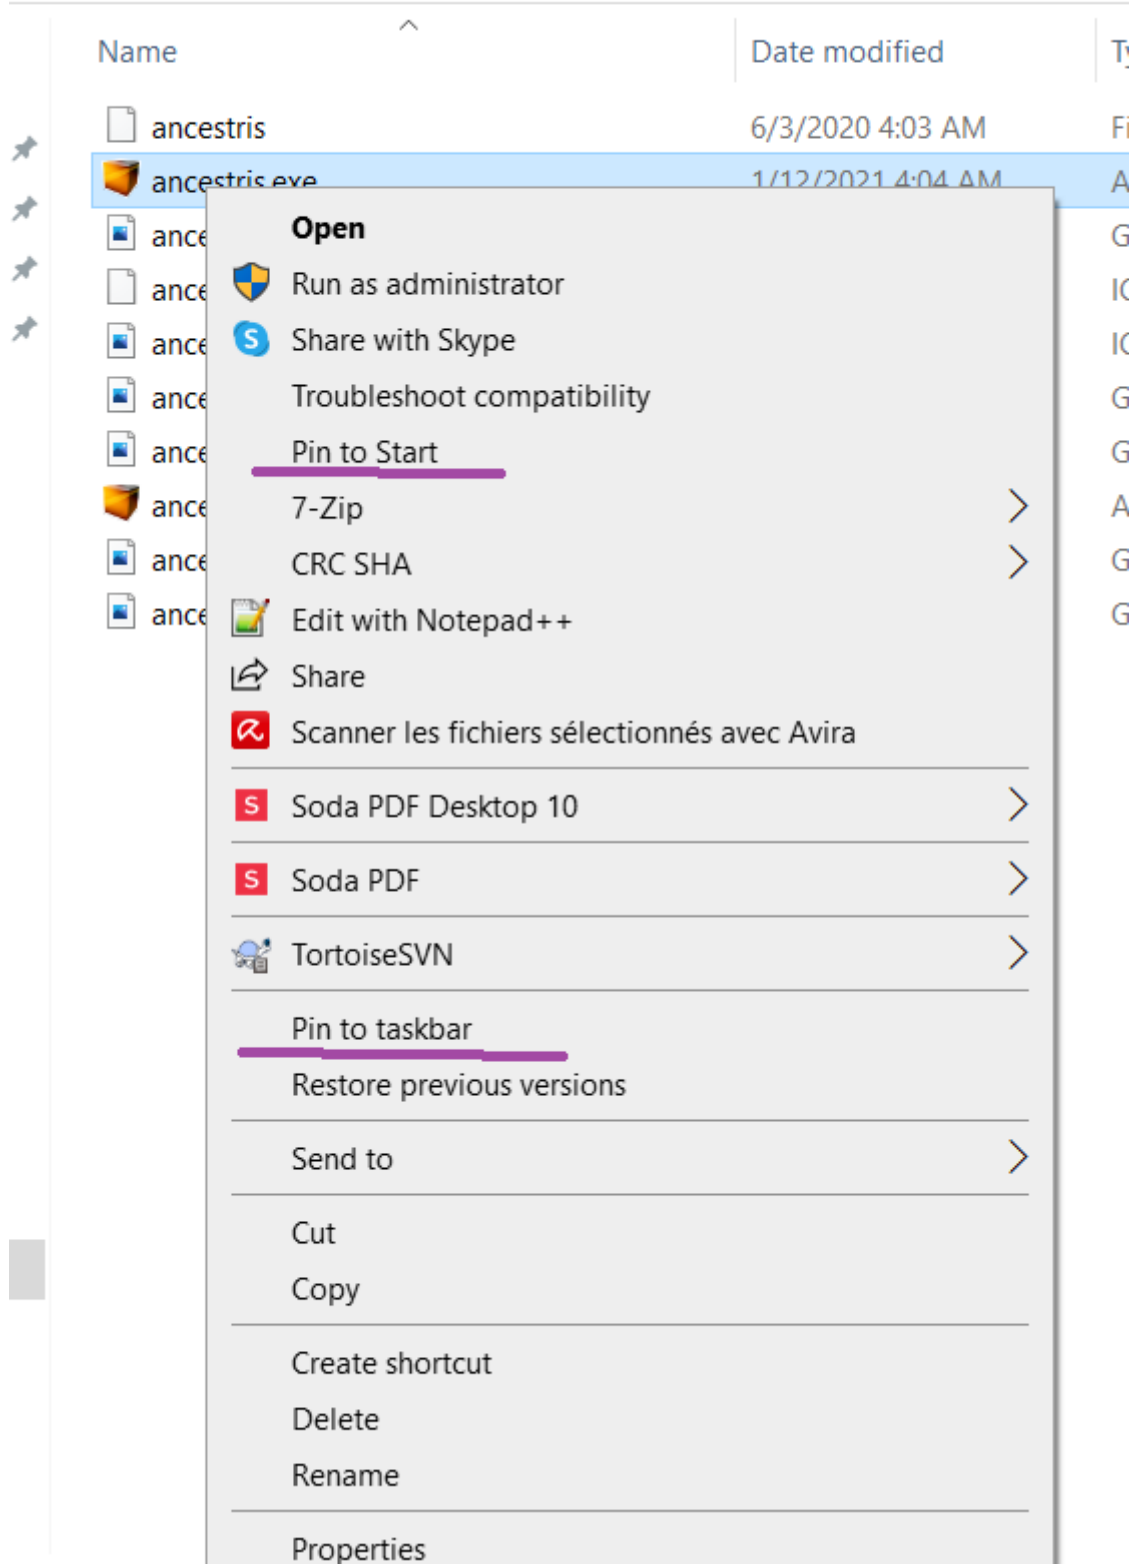 Name Date modified
ancestris 6/3/2020 4:03 AM
ancestris.exe 1/12/2021 4:04 AM
Open
Run as administrator
Share with Skype
Troubleshoot compatibility
Pin to Start
7-Zip
CRC SHA
Edit with Notepad++
Share
Scanner les fichiers sélectionnés avec Avira
Soda PDF Desktop 10
Soda PDF
TortoiseSVN
Pin to taskbar
Restore previous versions
Send to
Cut
Copy
Create shortcut
Delete
Rename
Properties